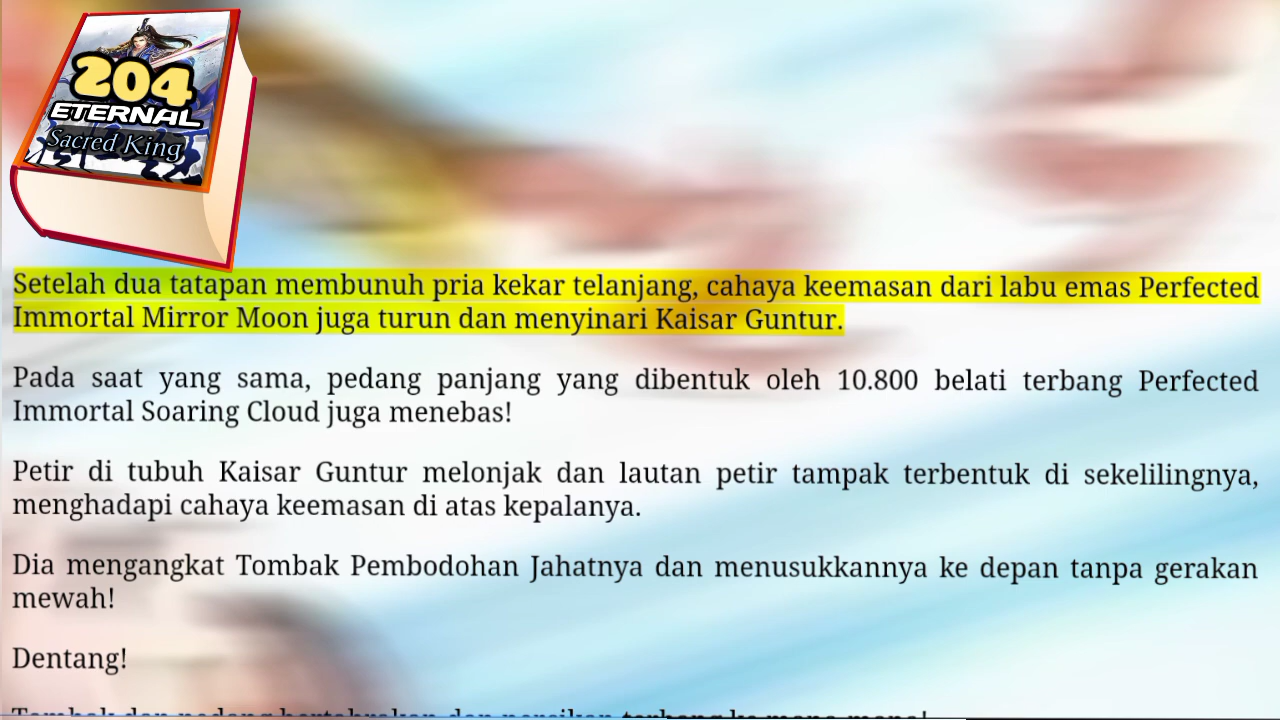 204
ETERNAL
Sacred King
Setelah dua tatapan membunuh pria kekar telanjang, cahaya keemasan dari labu emas Perfected
Immortal Mirror Moon juga turun dan menyinari Kaisar Guntur.
Pada saat yang sama, pedang panjang yang dibentuk oleh 10.800 belati terbang Perfected
Immortal Soaring Cloud juga menebas!
Petir di tubuh Kaisar Guntur melonjak dan lautan petir tampak terbentuk di sekelilingnya,
menghadapi cahaya keemasan di atas kepalanya.
Dia mengangkat Tombak Pembodohan Jahatnya dan menusukkannya ke depan tanpa gerakan
mewah!
Dentang!